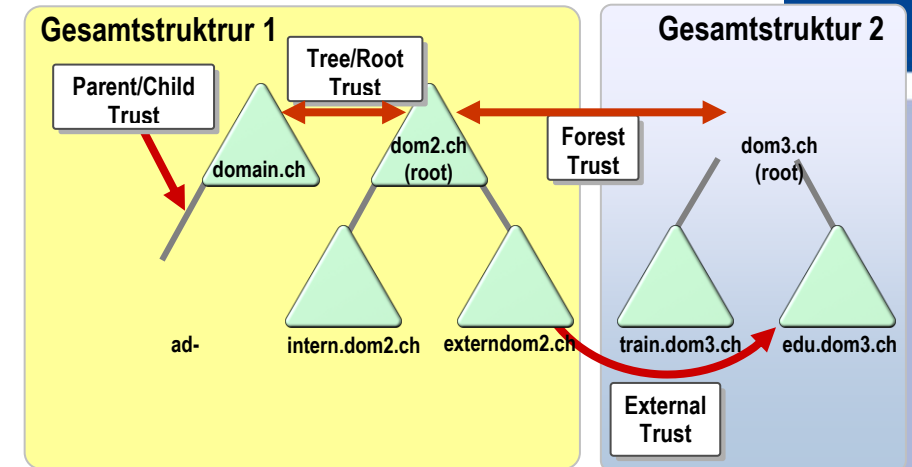 Gesamtstruktrur 1
Gesamtstruktur 2
Tree/Root
Trust
Parent/Child
Trust
Forest
Trust
domain.ch
dom2.ch
(root)
dom3.ch
(root)
ad-
intern.dom2.ch
externdom2.ch
train.dom3.ch
edu.dom3.ch
External
Trust